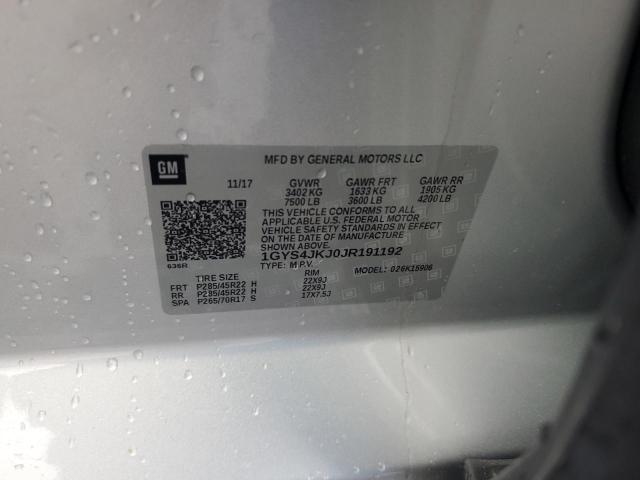 GM
MFD BY GENERAL MOTORS LLC
11/17 GVWR GAWR FRT GAWR RR
3402 KG 1633 KG 1905 KG
7500 LB 3600 LB 4200 LB
THIS VEHICLE CONFORMS TO ALL
APPLICABLE U.S. FEDERAL MOTOR
VEHICLE SAFETY STANDARDS IN EFFECT
ON THE DATE OF MANUFACTURE
SHOWN ABOVE.
1GYS4JKJ0JR191192
636R TYPE: M.P.V. MODEL: 026K15906
TIRE SIZE RIM
FRT P285/45R22 H 22X9J
RR P285/45R22 H 22X9J
SPA P265/70R17 S 17X7.5J